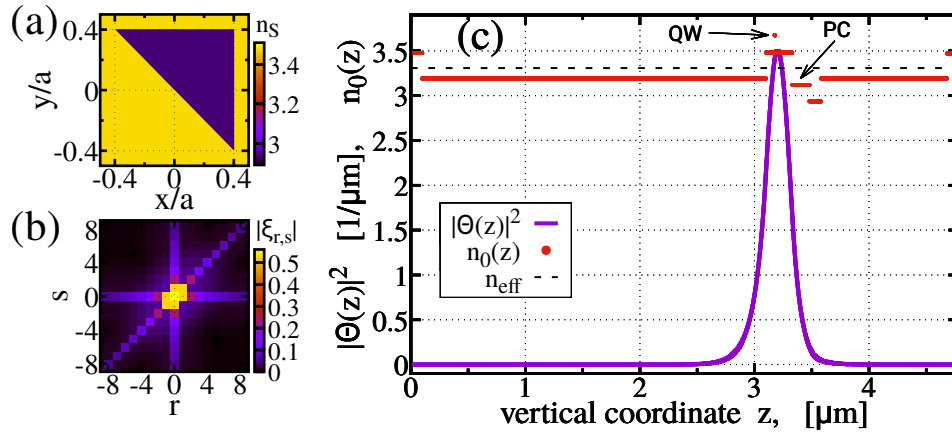 (a)
n_S
0.4
0
-0.4
y/a
-0.4 0 0.4
x/a
3.4
3.2
3
(b)
|ξ_{r,s}|
8
4
0
-4
-8
s
-8 -4 0 4 8
r
0.5
0.4
0.3
0.2
0.1
0
(c)
QW
PC
|Θ(z)|² [1/μm], n₀(z)
3.5
3
2.5
2
1.5
1
0.5
0
|Θ(z)|²
n₀(z)
n_eff
0 1 2 3 4
vertical coordinate z, [μm]